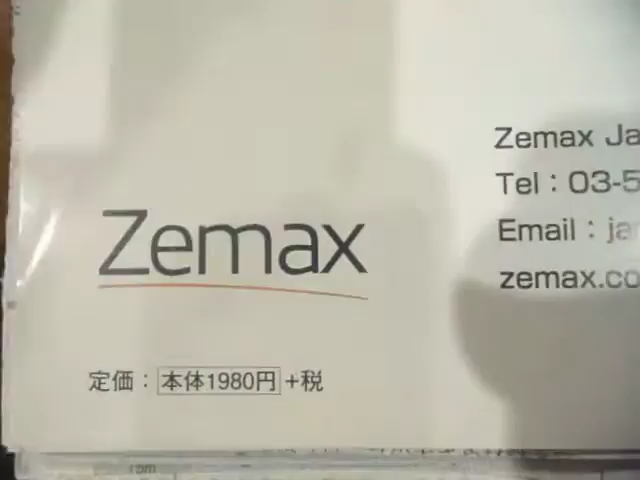 Zemax Ja
Tel：03-5
Email：ja
zemax.co
Zemax
定価：本体1980円+税